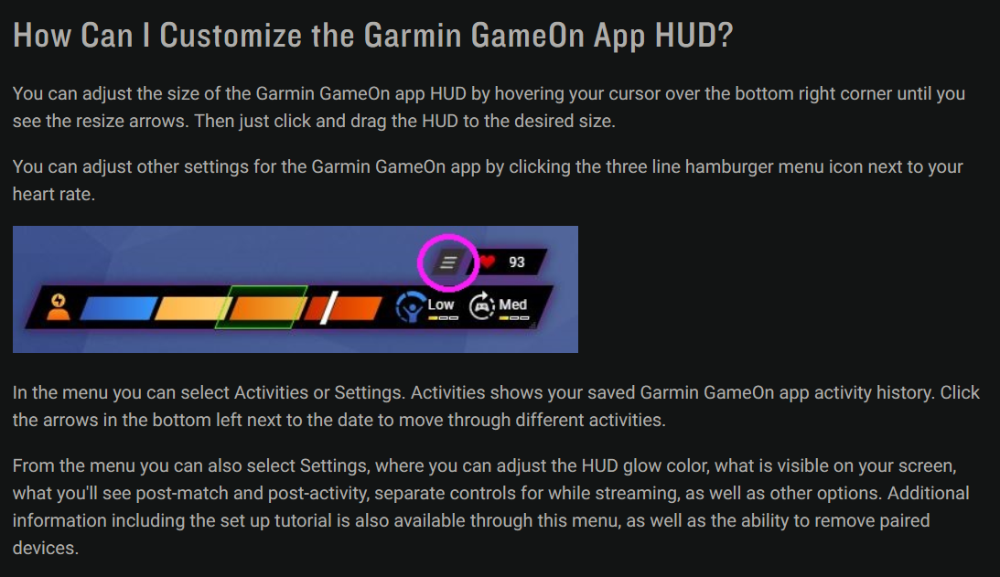 How Can I Customize the Garmin GameOn App HUD?
You can adjust the size of the Garmin GameOn app HUD by hovering your cursor over the bottom right corner until you
see the resize arrows. Then just click and drag the HUD to the desired size.
You can adjust other settings for the Garmin GameOn app by clicking the three line hamburger menu icon next to your
heart rate.
93
Low Med
In the menu you can select Activities or Settings. Activities shows your saved Garmin GameOn app activity history. Click
the arrows in the bottom left next to the date to move through different activities.
From the menu you can also select Settings, where you can adjust the HUD glow color, what is visible on your screen,
what you'll see post-match and post-activity, separate controls for while streaming, as well as other options. Additional
information including the set up tutorial is also available through this menu, as well as the ability to remove paired
devices.